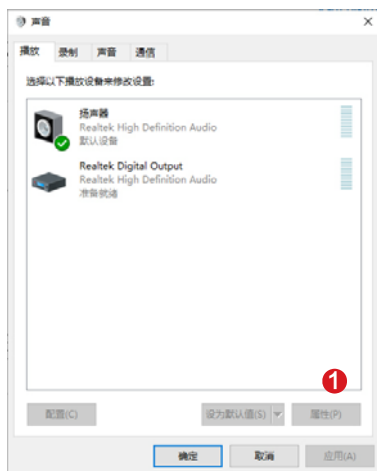 声音
播放 录制 声音 通信
选择以下播放设备来修改设置:
扬声器
Realtek High Definition Audio
默认设备
Realtek Digital Output
Realtek High Definition Audio
准备就绪
1
配置(C) 设为默认值(S) 属性(P)
确定 取消 应用(A)